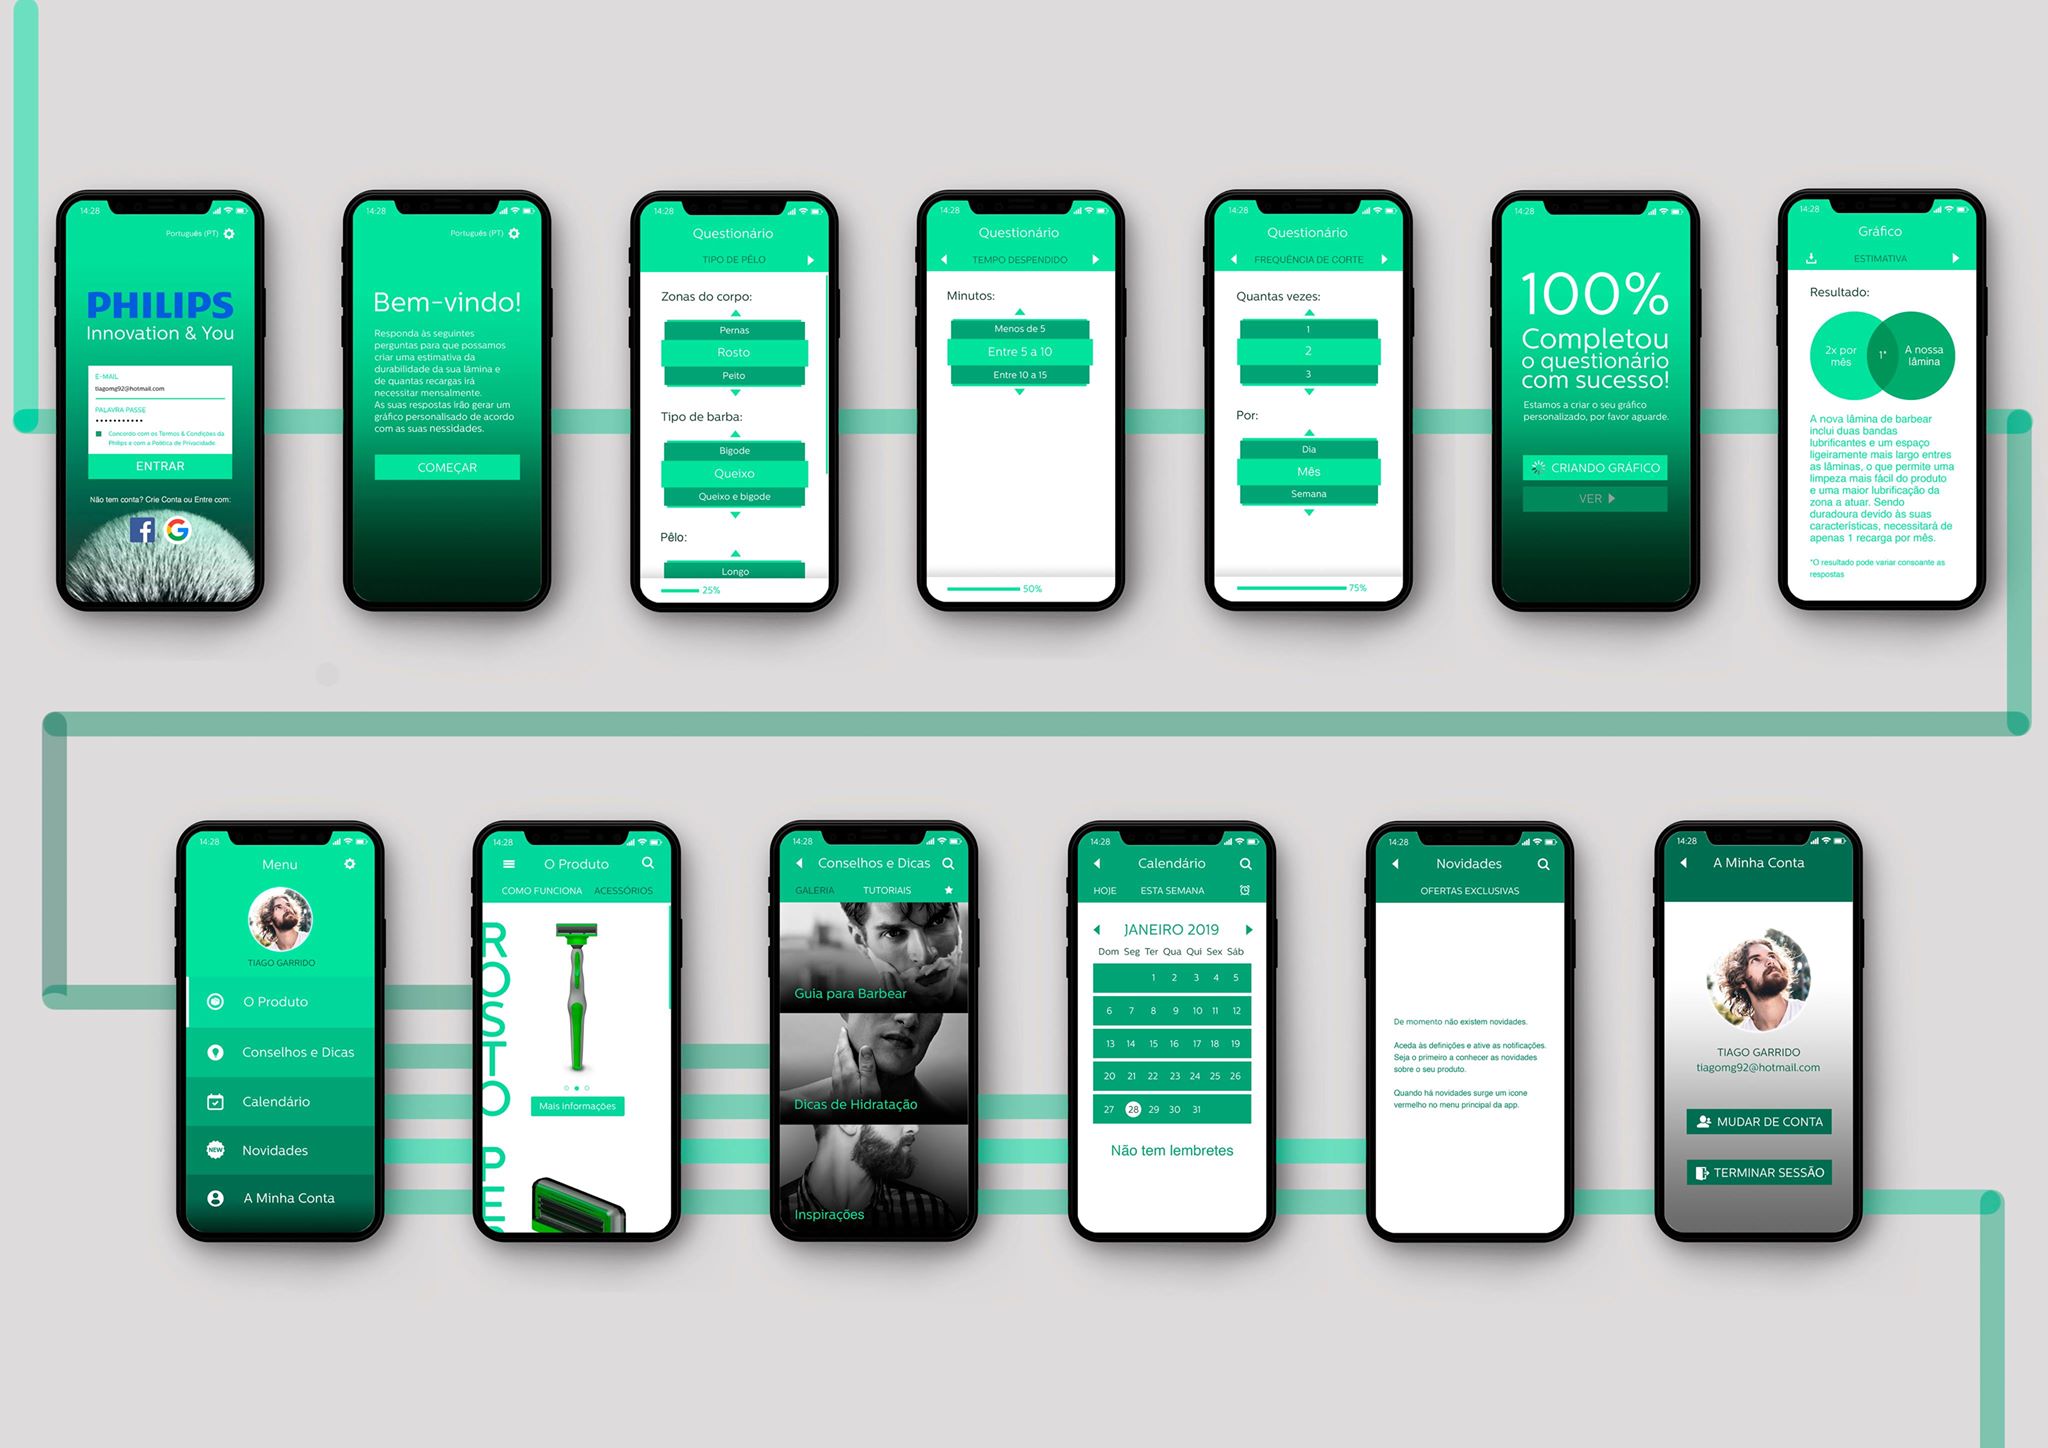 14:28
Português (PT)
PHILIPS
Innovation & You
E-MAIL
tiagomg92@hotmail.com
PALAVRA PASSE
•••••••••••
Concordo com os Termos & Condições da
Philips e com a Política de Privacidade.
ENTRAR
Não tem conta? Crie Conta ou Entre com:
f
G
14:28
Português (PT)
Bem-vindo!
Responda às seguintes
perguntas para que possamos
criar uma estimativa da
durabilidade da sua lâmina e
de quantas recargas irá
necessitar mensalmente.
As suas respostas irão gerar um
gráfico personalisado de acordo
com as suas nessidades.
COMEÇAR
14:28
Questionário
TIPO DE PÊLO
Zonas do corpo:
Pernas
Rosto
Peito
Tipo de barba:
Bigode
Queixo
Queixo e bigode
Pêlo:
Longo
25%
14:28
Questionário
TEMPO DESPENDIDO
Minutos:
Menos de 5
Entre 5 a 10
Entre 10 a 15
50%
14:28
Questionário
FREQUÊNCIA DE CORTE
Quantas vezes:
1
2
3
Por:
Dia
Mês
Semana
75%
14:28
100%
Completou
o questionário
com sucesso!
Estamos a criar o seu gráfico
personalizado, por favor aguarde.
CRIANDO GRÁFICO
VER
14:28
Gráfico
ESTIMATIVA
Resultado:
2x por
mês
1*
A nossa
lâmina
A nova lâmina de barbear
inclui duas bandas
lubrificantes e um espaço
ligeiramente mais largo entres
as lâminas, o que permite uma
limpeza mais fácil do produto
e uma maior lubrificação da
zona a atuar. Sendo
duradoura devido às suas
características, necessitará de
apenas 1 recarga por mês.
*O resultado pode variar consoante as
respostas
14:28
Menu
TIAGO GARRIDO
O Produto
Conselhos e Dicas
Calendário
NEW
Novidades
A Minha Conta
14:28
O Produto
COMO FUNCIONA ACESSÓRIOS
ROSTO
Mais informações
PER
14:28
Conselhos e Dicas
GALERIA TUTORIAIS
Guia para Barbear
Dicas de Hidratação
Inspirações
14:28
Calendário
HOJE ESTA SEMANA
JANEIRO 2019
Dom Seg Ter Qua Qui Sex Sáb
1 2 3 4 5
6 7 8 9 10 11 12
13 14 15 16 17 18 19
20 21 22 23 24 25 26
27 28 29 30 31
Não tem lembretes
14:28
Novidades
OFERTAS EXCLUSIVAS
De momento não existem novidades.
Aceda às definições e ative as notificações.
Seja o primeiro a conhecer as novidades
sobre o seu produto.
Quando há novidades surge um icone
vermelho no menu principal da app.
14:28
A Minha Conta
TIAGO GARRIDO
tiagomg92@hotmail.com
MUDAR DE CONTA
TERMINAR SESSÃO